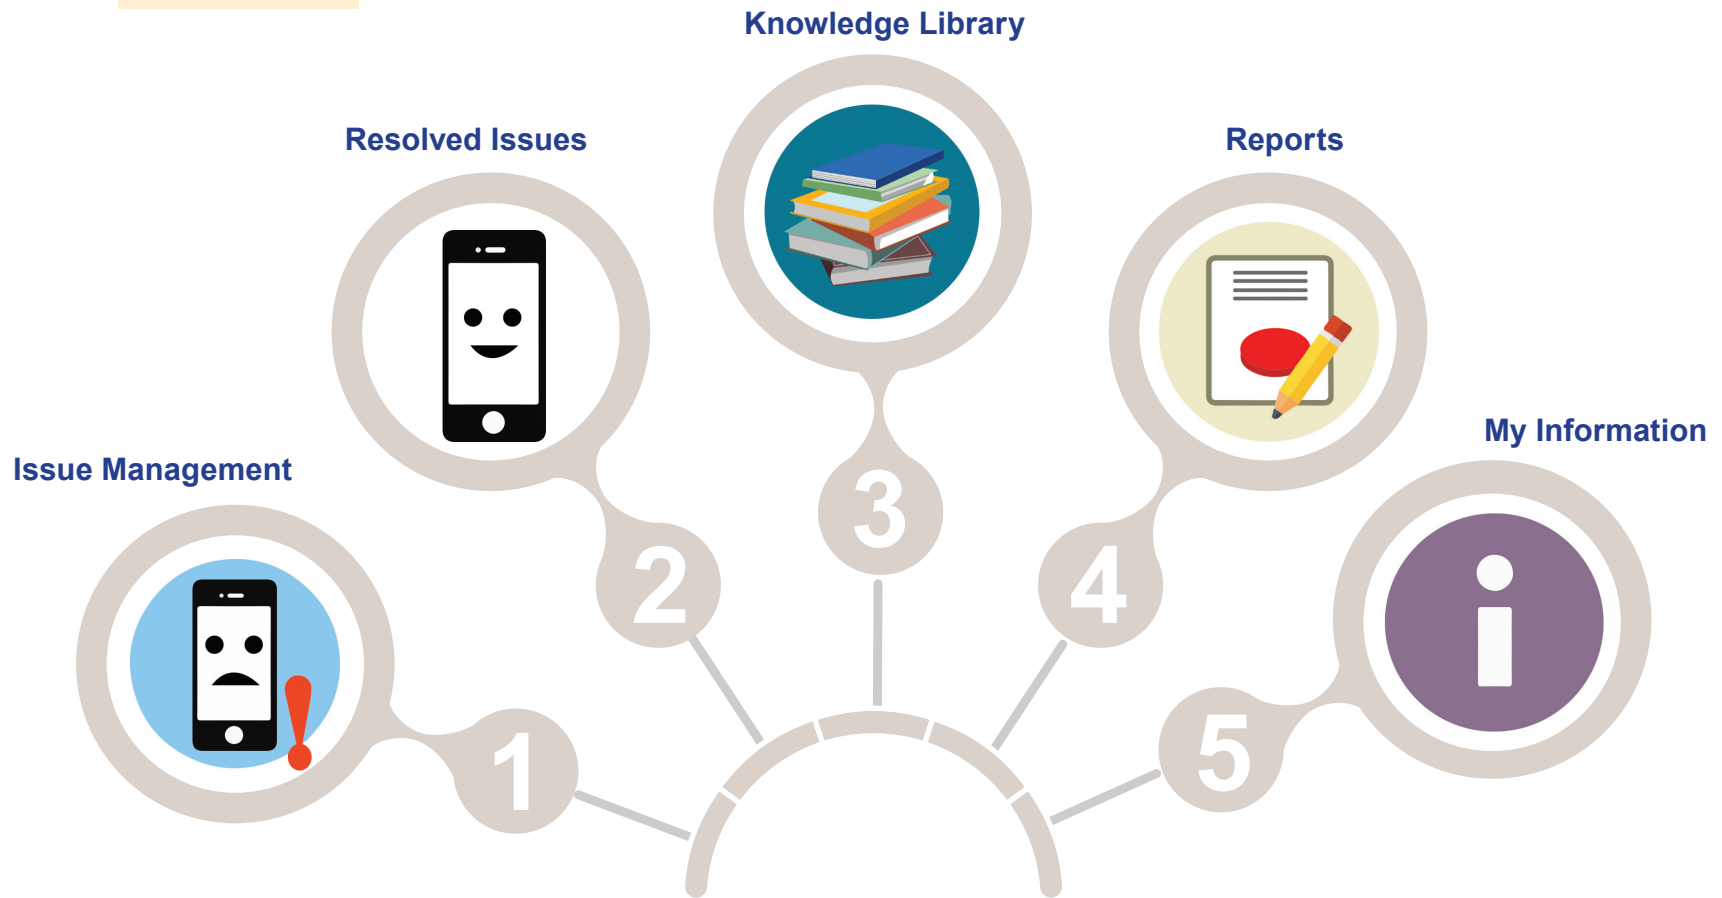 Knowledge Library
Resolved Issues
Reports
My Information
Issue Management
1
2
3
4
5